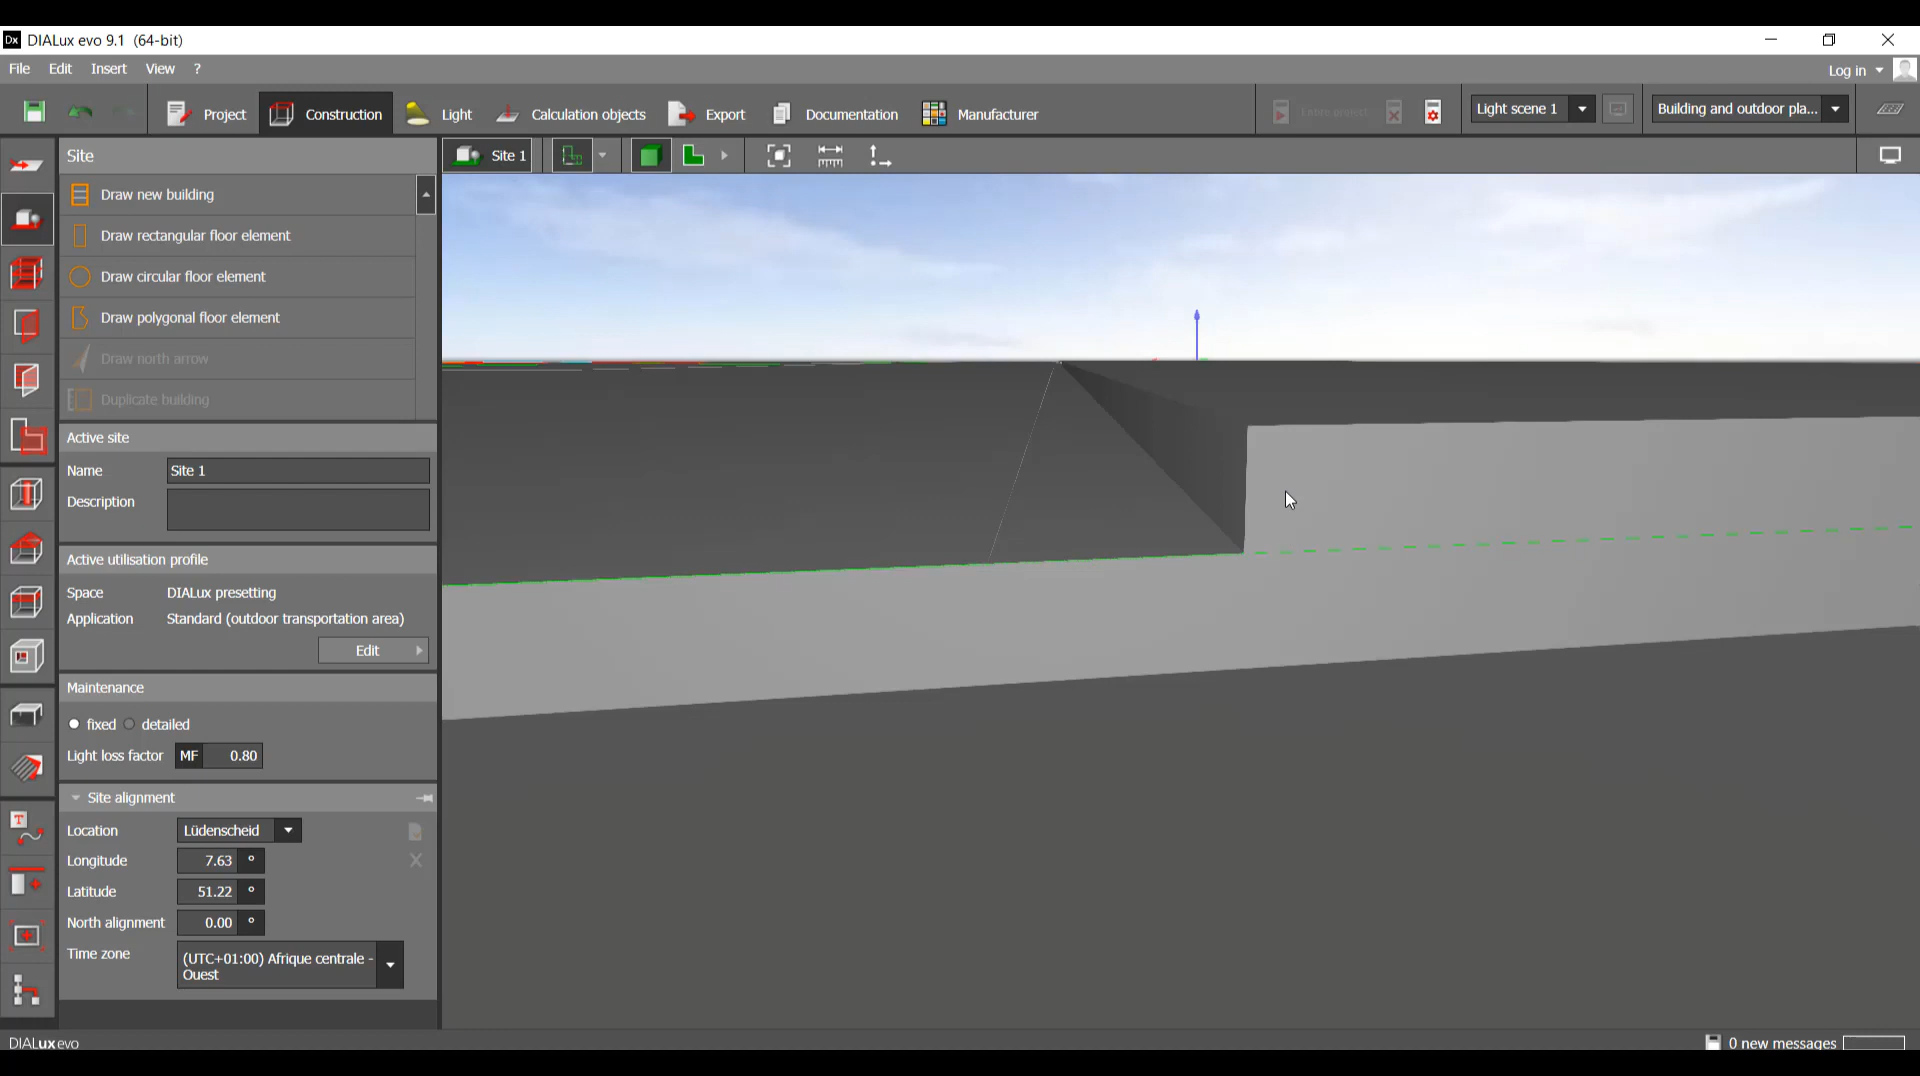 Dx DIALux evo 9.1 (64-bit)
File Edit Insert View ?
Log in
Project Construction Light Calculation objects Export Documentation Manufacturer
Entire project
Light scene 1
Building and outdoor pla...
Site
Site 1
Draw new building
Draw rectangular floor element
Draw circular floor element
Draw polygonal floor element
Draw north arrow
Duplicate building
Active site
Name Site 1
Description
Active utilisation profile
Space DIALux presetting
Application Standard (outdoor transportation area)
Edit
Maintenance
fixed detailed
Light loss factor MF 0.80
Site alignment
Location Lüdenscheid
Longitude 7.63 °
Latitude 51.22 °
North alignment 0.00 °
Time zone (UTC+01:00) Afrique centrale -
Ouest
DIALux evo
0 new messages